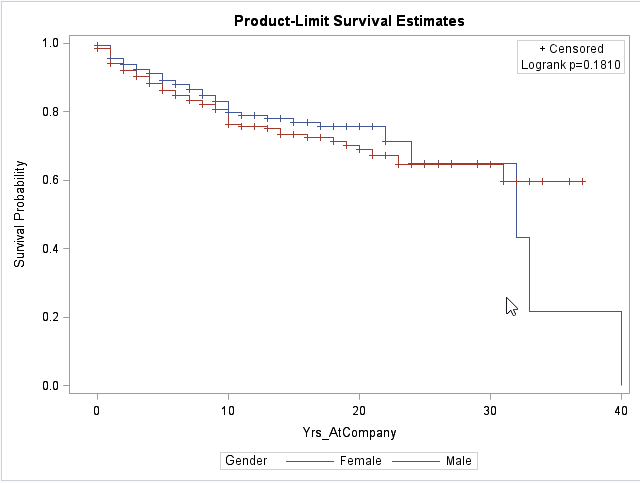 Product-Limit Survival Estimates
+ Censored
Logrank p=0.1810
1.0
0.8
0.6
0.4
0.2
0.0
Survival Probability
0 10 20 30 40
Yrs_AtCompany
Gender Female Male